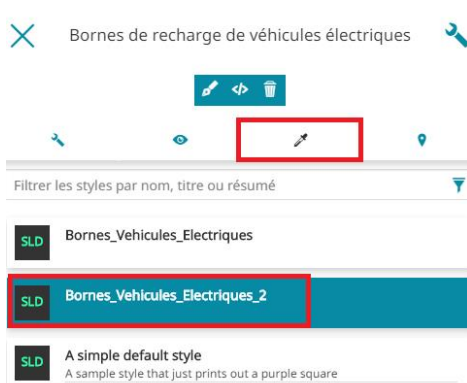 Bornes de recharge de véhicules électriques
Filtrer les styles par nom, titre ou résumé
SLD Bornes_Vehicules_Electriques
SLD Bornes_Vehicules_Electriques_2
SLD A simple default style
A sample style that just prints out a purple square